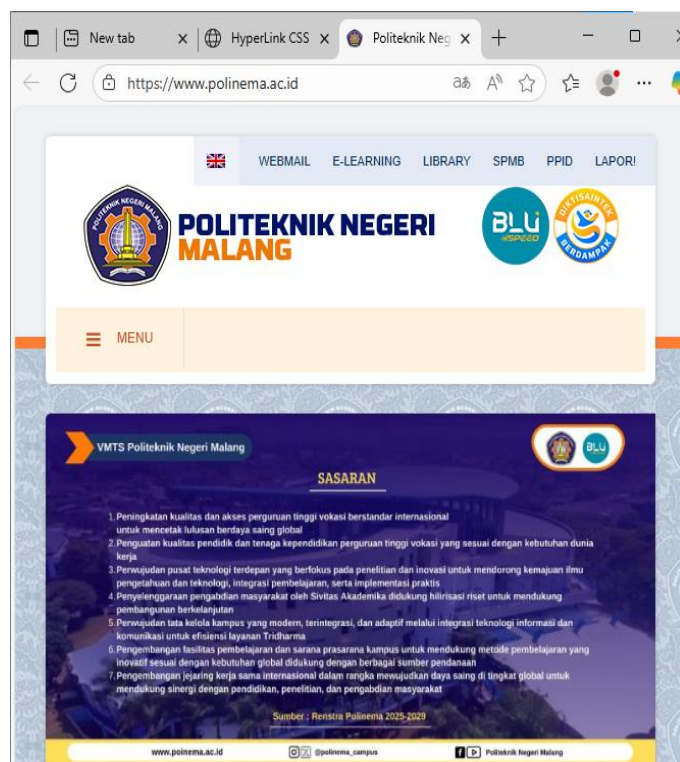 New tab
HyperLink CSS
Politeknik Neg
https://www.polinema.ac.id
WEBMAIL E-LEARNING LIBRARY SPMB PPID LAPOR!
POLITEKNIK NEGERI MALANG
POLITEKNIK NEGERI
MALANG
BLU
SPEED
DIKTISAINTEK
BERDAMPAK
MENU
VMTS Politeknik Negeri Malang
BLU
SASARAN
1. Peningkatan kualitas dan akses perguruan tinggi vokasi berstandar internasional
untuk mencetak lulusan berdaya saing global
2. Penguatan kualitas pendidik dan tenaga kependidikan perguruan tinggi vokasi yang sesuai dengan kebutuhan dunia
kerja
3. Perwujudan pusat teknologi terdepan yang berfokus pada penelitian dan inovasi untuk mendorong kemajuan ilmu
pengetahuan dan teknologi, integrasi pembelajaran, serta implementasi praktis
4. Penyelenggaraan pengabdian masyarakat oleh Sivitas Akademika didukung hilirisasi riset untuk mendukung
pembangunan berkelanjutan
5. Perwujudan tata kelola kampus yang modern, terintegrasi, dan adaptif melalui integrasi teknologi informasi dan
komunikasi untuk efisiensi layanan Tridharma
6. Pengembangan fasilitas pembelajaran dan sarana prasarana kampus untuk mendukung metode pembelajaran yang
inovatif sesuai dengan kebutuhan global didukung dengan berbagai sumber pendanaan
7. Pengembangan jejaring kerja sama internasional dalam rangka mewujudkan daya saing di tingkat global untuk
mendukung sinergi dengan pendidikan, penelitian, dan pengabdian masyarakat
Sumber : Renstra Polinema 2025-2029
www.poinema.ac.id @polinema_campus Politeknik Negeri Malang